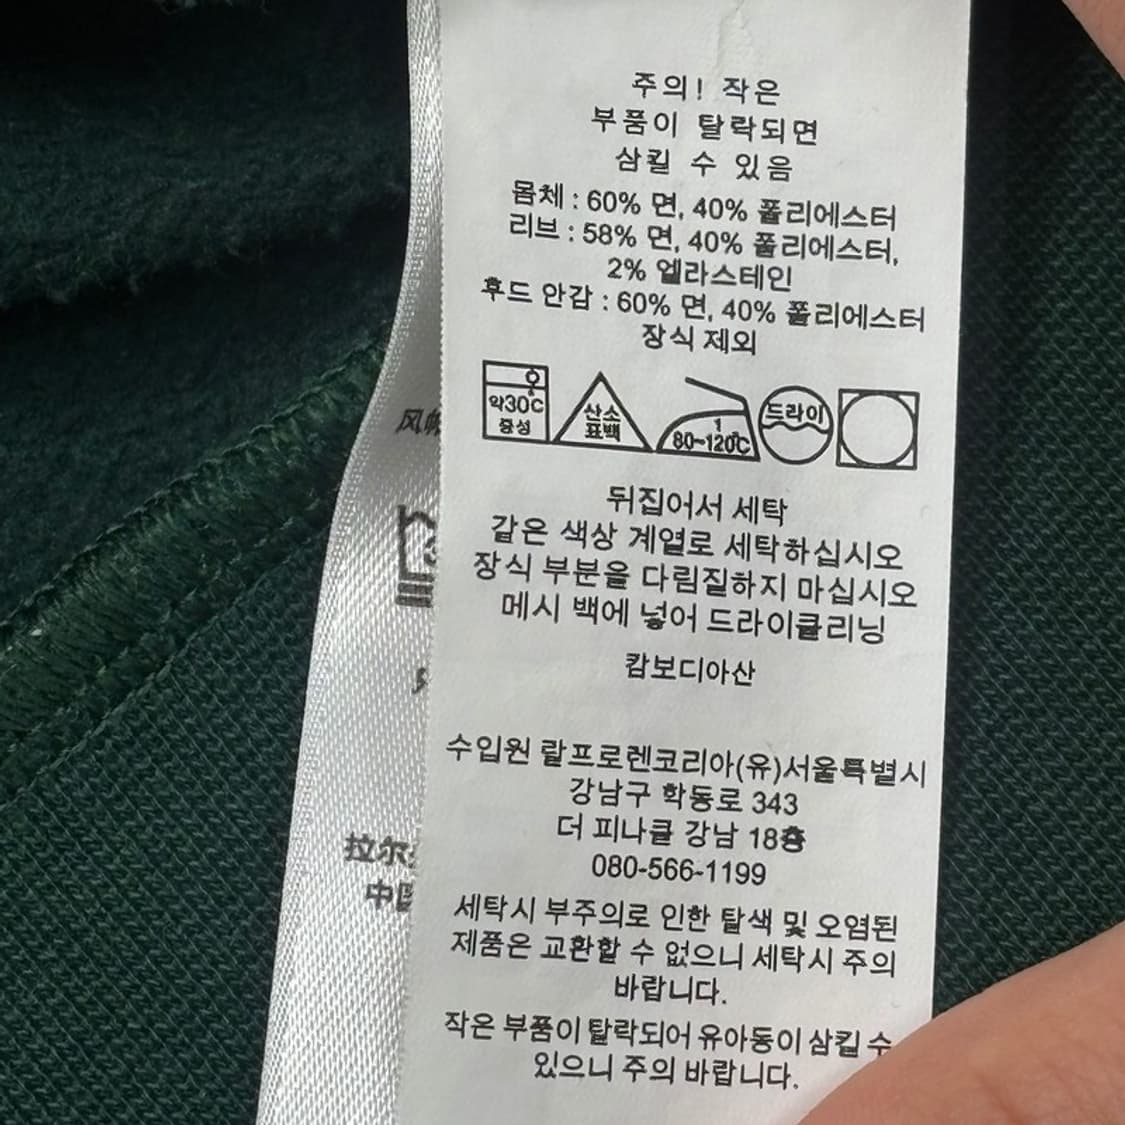 주의! 작은
부품이 탈락되면
삼킬 수 있음
몸체 : 60% 면, 40% 폴리에스터
리브 : 58% 면, 40% 폴리에스터,
2% 엘라스테인
후드 안감 : 60% 면, 40% 폴리에스터
장식 제외
약30C
중성
산소
표백
1
80~120℃
드라이
뒤집어서 세탁
같은 색상 계열로 세탁하십시오
장식 부분을 다림질하지 마십시오
메시 백에 넣어 드라이클리닝
캄보디아산
수입원 랄프로렌코리아(유)서울특별시
강남구 학동로 343
더 피나클 강남 18층
080-566-1199
세탁시 부주의로 인한 탈색 및 오염된
제품은 교환할 수 없으니 세탁시 주의
바랍니다.
작은 부품이 탈락되어 유아동이 삼킬 수
있으니 주의 바랍니다.
风帽
拉尔
中国